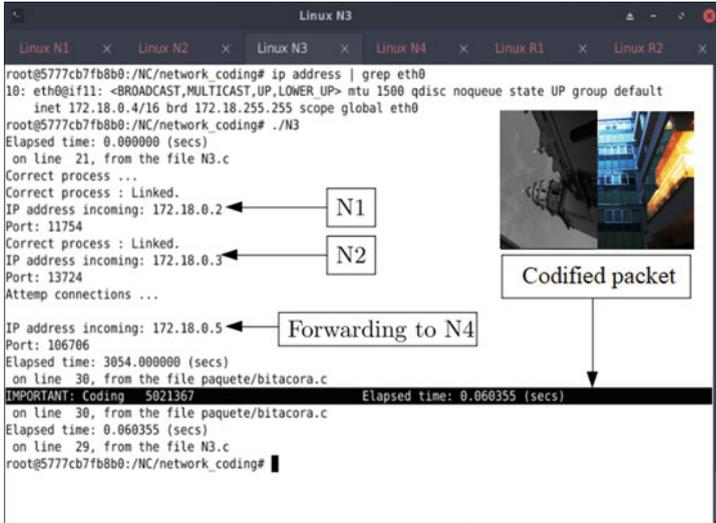 Linux N3
Linux N1 × Linux N2 × Linux N3 × Linux N4 × Linux R1 × Linux R2 ×
root@5777cb7fb8b0:/NC/network_coding# ip address | grep eth0
10: eth0@if11: <BROADCAST,MULTICAST,UP,LOWER_UP> mtu 1500 qdisc noqueue state UP group default
inet 172.18.0.4/16 brd 172.18.255.255 scope global eth0
root@5777cb7fb8b0:/NC/network_coding# ./N3
Elapsed time: 0.000000 (secs)
on line 21, from the file N3.c
Correct process ...
Correct process : Linked.
IP address incoming: 172.18.0.2
N1
Port: 11754
Correct process : Linked.
IP address incoming: 172.18.0.3
N2
Port: 13724
Attemp connections ...
Codified packet
IP address incoming: 172.18.0.5
Forwarding to N4
Port: 106706
Elapsed time: 3054.000000 (secs)
on line 30, from the file paquete/bitacora.c
IMPORTANT: Coding 5021367 Elapsed time: 0.060355 (secs)
on line 30, from the file paquete/bitacora.c
Elapsed time: 0.060355 (secs)
on line 29, from the file N3.c
root@5777cb7fb8b0:/NC/network_coding#